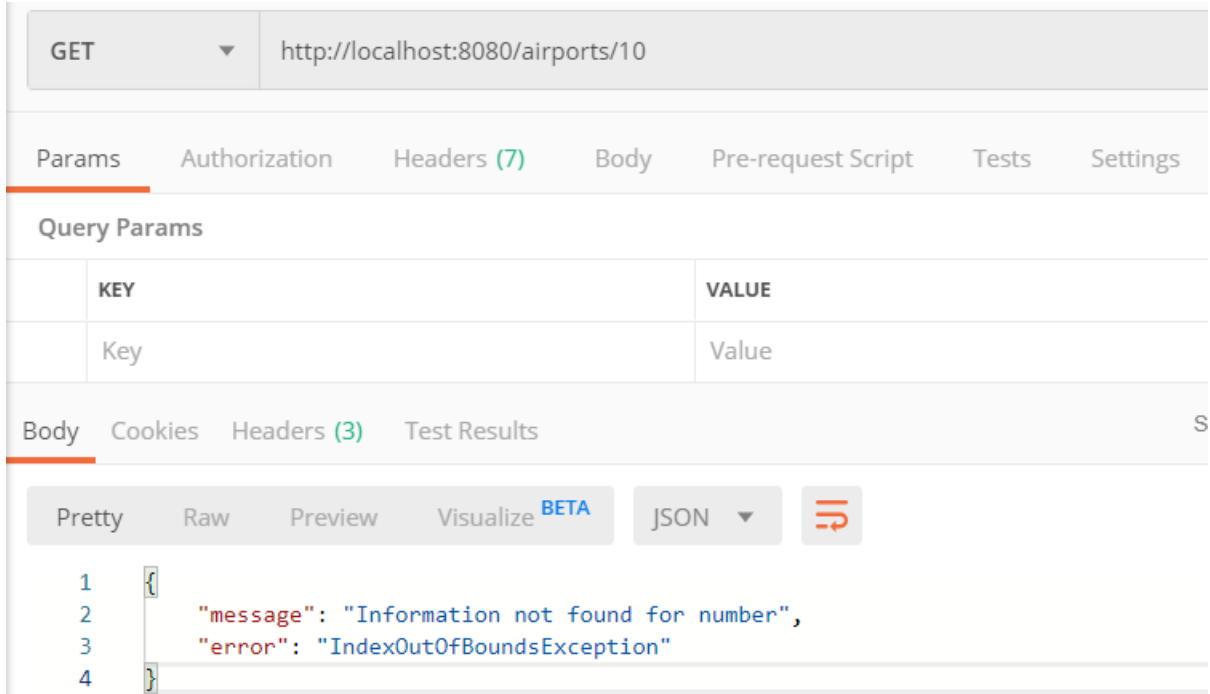 GET http://localhost:8080/airports/10
Params Authorization Headers (7) Body Pre-request Script Tests Settings
Query Params
KEY VALUE
Key Value
Body Cookies Headers (3) Test Results S
Pretty Raw Preview Visualize BETA JSON
1 {
2 "message": "Information not found for number",
3 "error": "IndexOutOfBoundsException"
4 }